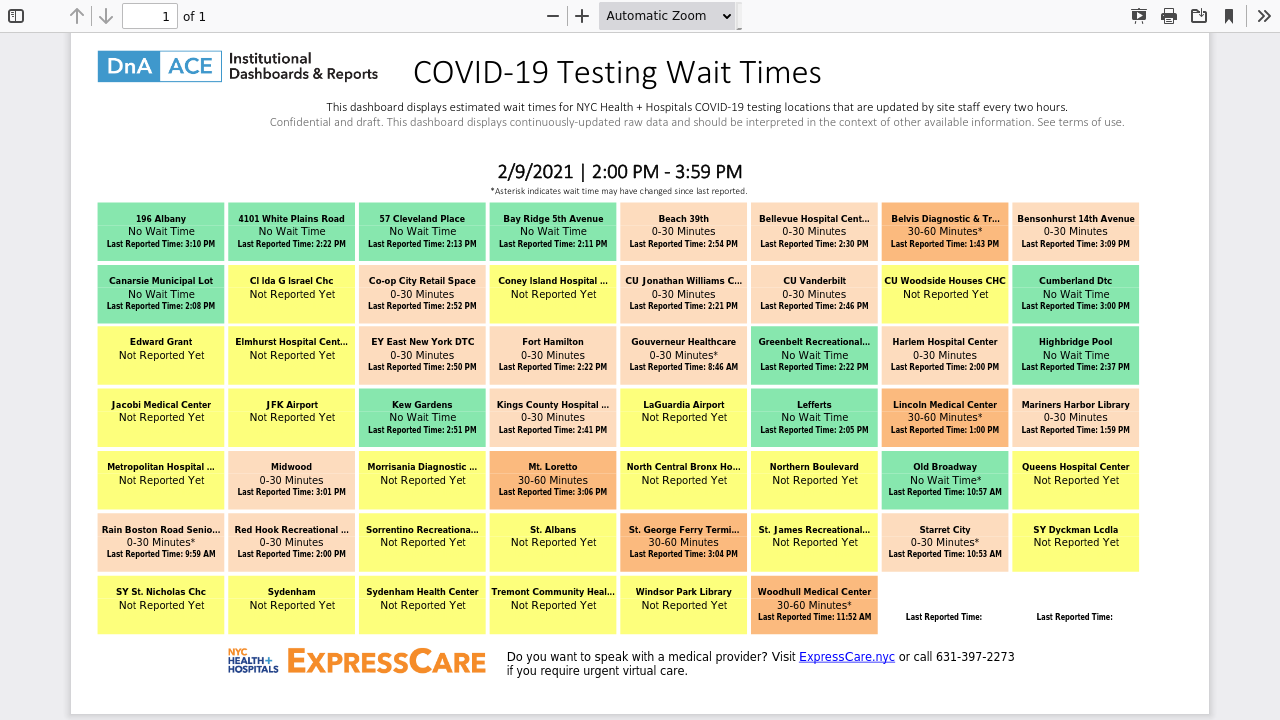 1 of 1 Automatic Zoom
DnA ACE Institutional
Dashboards & Reports
COVID-19 Testing Wait Times
This dashboard displays estimated wait times for NYC Health + Hospitals COVID-19 testing locations that are updated by site staff every two hours.
Confidential and draft. This dashboard displays continuously-updated raw data and should be interpreted in the context of other available information. See terms of use.
2/9/2021 | 2:00 PM - 3:59 PM
*Asterisk indicates wait time may have changed since last reported.
196 Albany
No Wait Time
Last Reported Time: 3:10 PM
4101 White Plains Road
No Wait Time
Last Reported Time: 2:22 PM
57 Cleveland Place
No Wait Time
Last Reported Time: 2:13 PM
Bay Ridge 5th Avenue
No Wait Time
Last Reported Time: 2:11 PM
Beach 39th
0-30 Minutes
Last Reported Time: 2:54 PM
Bellevue Hospital Cent...
0-30 Minutes
Last Reported Time: 2:30 PM
Belvis Diagnostic & Tr...
30-60 Minutes*
Last Reported Time: 1:43 PM
Bensonhurst 14th Avenue
0-30 Minutes
Last Reported Time: 3:09 PM
Canarsie Municipal Lot
No Wait Time
Last Reported Time: 2:08 PM
CI Ida G Israel Chc
Not Reported Yet
Co-op City Retail Space
0-30 Minutes
Last Reported Time: 2:52 PM
Coney Island Hospital ...
Not Reported Yet
CU Jonathan Williams C...
0-30 Minutes
Last Reported Time: 2:21 PM
CU Vanderbilt
0-30 Minutes
Last Reported Time: 2:46 PM
CU Woodside Houses CHC
Not Reported Yet
Cumberland Dtc
No Wait Time
Last Reported Time: 3:00 PM
Edward Grant
Not Reported Yet
Elmhurst Hospital Cent...
Not Reported Yet
EY East New York DTC
0-30 Minutes
Last Reported Time: 2:50 PM
Fort Hamilton
0-30 Minutes
Last Reported Time: 2:22 PM
Gouverneur Healthcare
0-30 Minutes*
Last Reported Time: 8:46 AM
Greenbelt Recreational...
No Wait Time
Last Reported Time: 2:22 PM
Harlem Hospital Center
0-30 Minutes
Last Reported Time: 2:00 PM
Highbridge Pool
No Wait Time
Last Reported Time: 2:37 PM
Jacobi Medical Center
Not Reported Yet
JFK Airport
Not Reported Yet
Kew Gardens
No Wait Time
Last Reported Time: 2:51 PM
Kings County Hospital ...
0-30 Minutes
Last Reported Time: 2:41 PM
LaGuardia Airport
Not Reported Yet
Lefferts
No Wait Time
Last Reported Time: 2:05 PM
Lincoln Medical Center
30-60 Minutes*
Last Reported Time: 1:00 PM
Mariners Harbor Library
0-30 Minutes
Last Reported Time: 1:59 PM
Metropolitan Hospital ...
Not Reported Yet
Midwood
0-30 Minutes
Last Reported Time: 3:01 PM
Morrisania Diagnostic ...
Not Reported Yet
Mt. Loretto
30-60 Minutes
Last Reported Time: 3:06 PM
North Central Bronx Ho...
Not Reported Yet
Northern Boulevard
Not Reported Yet
Old Broadway
No Wait Time*
Last Reported Time: 10:57 AM
Queens Hospital Center
Not Reported Yet
Rain Boston Road Senio...
0-30 Minutes*
Last Reported Time: 9:59 AM
Red Hook Recreational ...
0-30 Minutes
Last Reported Time: 2:00 PM
Sorrentino Recreationa...
Not Reported Yet
St. Albans
Not Reported Yet
St. George Ferry Termi...
30-60 Minutes
Last Reported Time: 3:04 PM
St. James Recreational...
Not Reported Yet
Starret City
0-30 Minutes*
Last Reported Time: 10:53 AM
SY Dyckman Lcdla
Not Reported Yet
SY St. Nicholas Chc
Not Reported Yet
Sydenham
Not Reported Yet
Sydenham Health Center
Not Reported Yet
Tremont Community Heal...
Not Reported Yet
Windsor Park Library
Not Reported Yet
Woodhull Medical Center
30-60 Minutes*
Last Reported Time: 11:52 AM
Last Reported Time:
Last Reported Time:
NYC
HEALTH+
HOSPITALS
EXPRESSCARE
Do you want to speak with a medical provider? Visit ExpressCare.nyc or call 631-397-2273
if you require urgent virtual care.